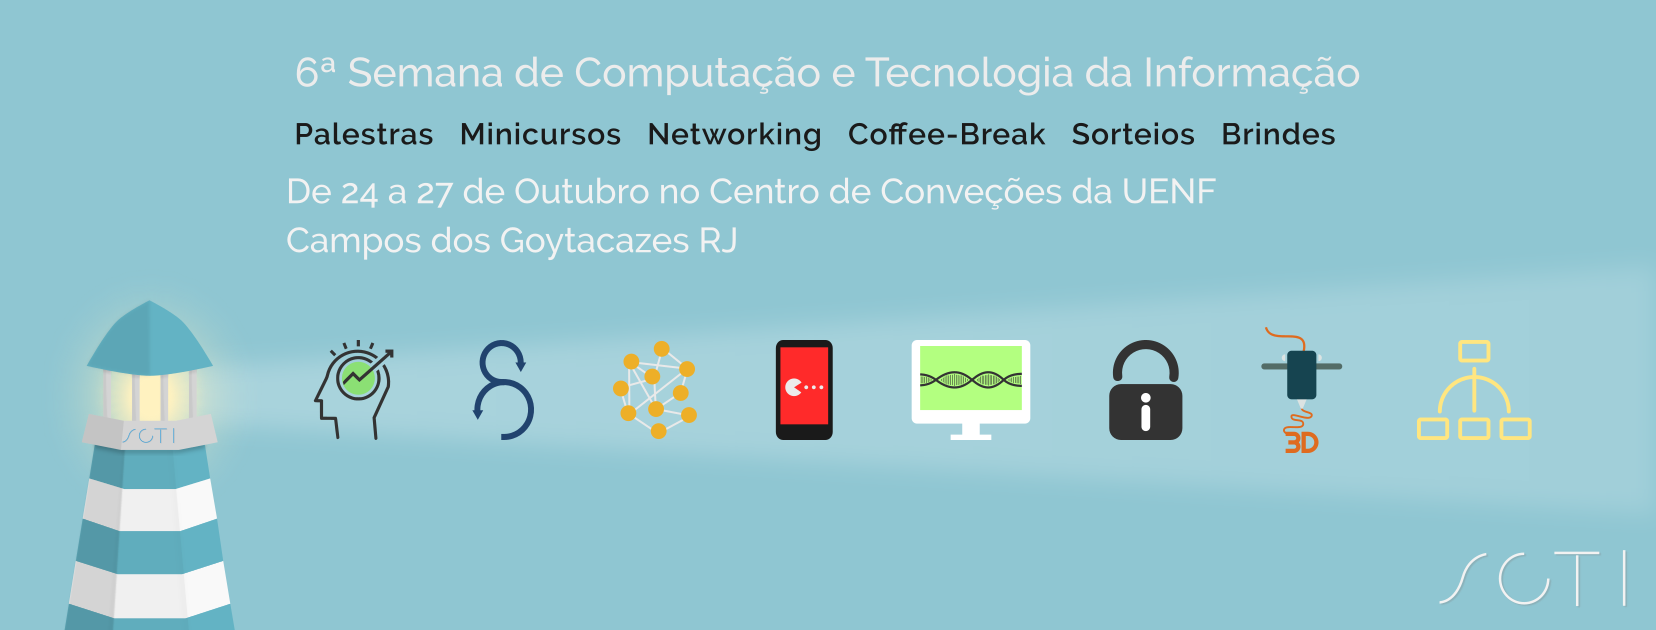 6ª Semana de Computação e Tecnologia da Informação
Palestras Minicursos Networking Coffee-Break Sorteios Brindes
De 24 a 27 de Outubro no Centro de Conveções da UENF
Campos dos Goytacazes RJ
SCTI
i
3D
SCTI